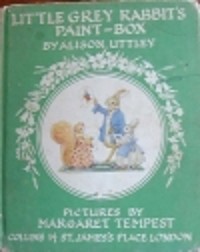 LITTLE GREY RABBIT'S
PAINT-BOX
BY ALISON UTTLEY
PICTURES BY
MARGARET TEMPEST
COLLINS 14 ST. JAMES'S PLACE LONDON